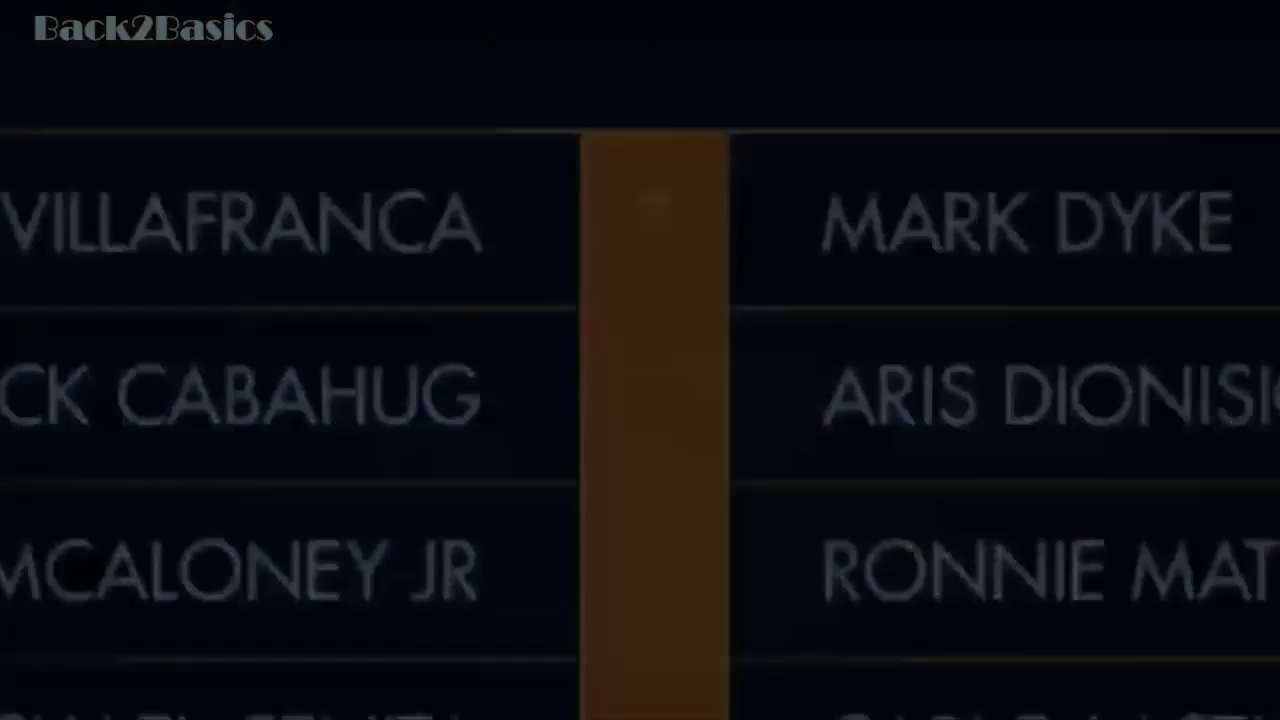 Back2Basics
VILLAFRANCA
MARK DYKE
CK CABAHUG
ARIS DIONISI
MCALONEY JR
RONNIE MAT